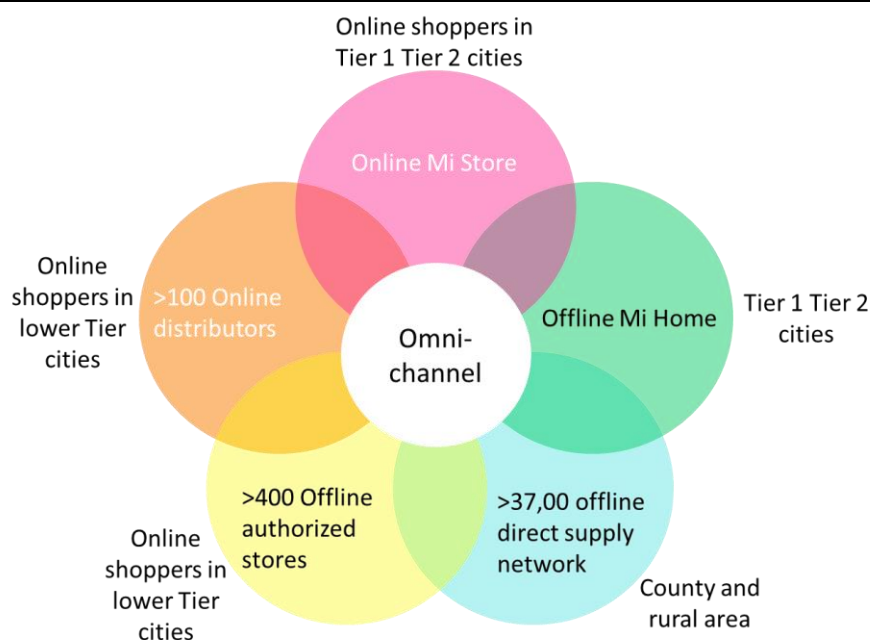 Online shoppers in
Tier 1 Tier 2 cities
Online Mi Store
Online
shoppers in
lower Tier
cities
>100 Online
distributors
Omni-
channel
Offline Mi Home
Tier 1 Tier 2
cities
>400 Offline
authorized
stores
>37,00 offline
direct supply
network
Online
shoppers in
lower Tier
cities
County and
rural area